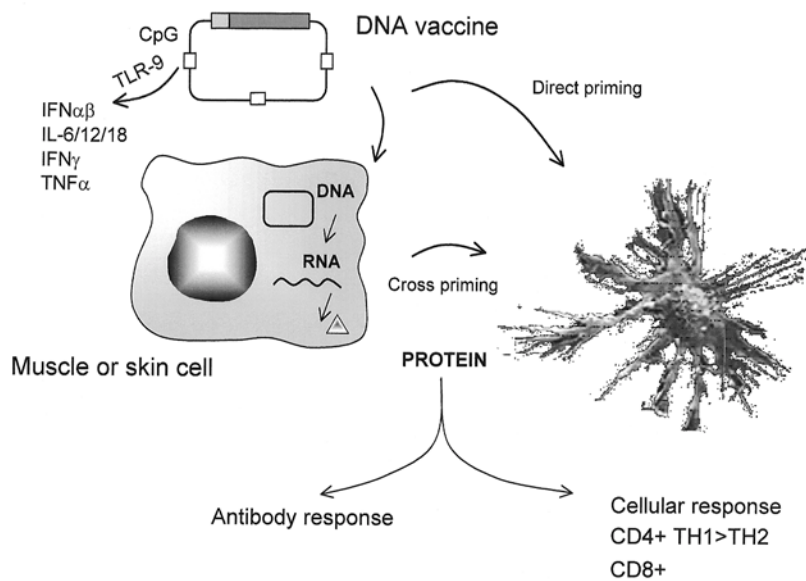 DNA vaccine
CpG
TLR-9
IFNαβ
IL-6/12/18
IFNγ
TNFα
Direct priming
DNA
RNA
Cross priming
Muscle or skin cell
PROTEIN
Antibody response
Cellular response
CD4+ TH1>TH2
CD8+